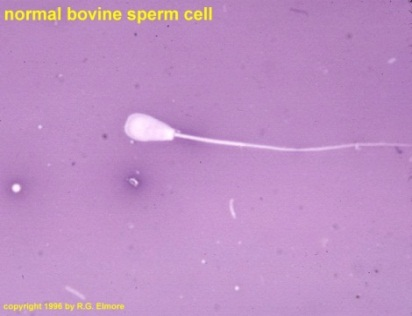 normal bovine sperm cell
copyright 1998 by R.G. Elmore